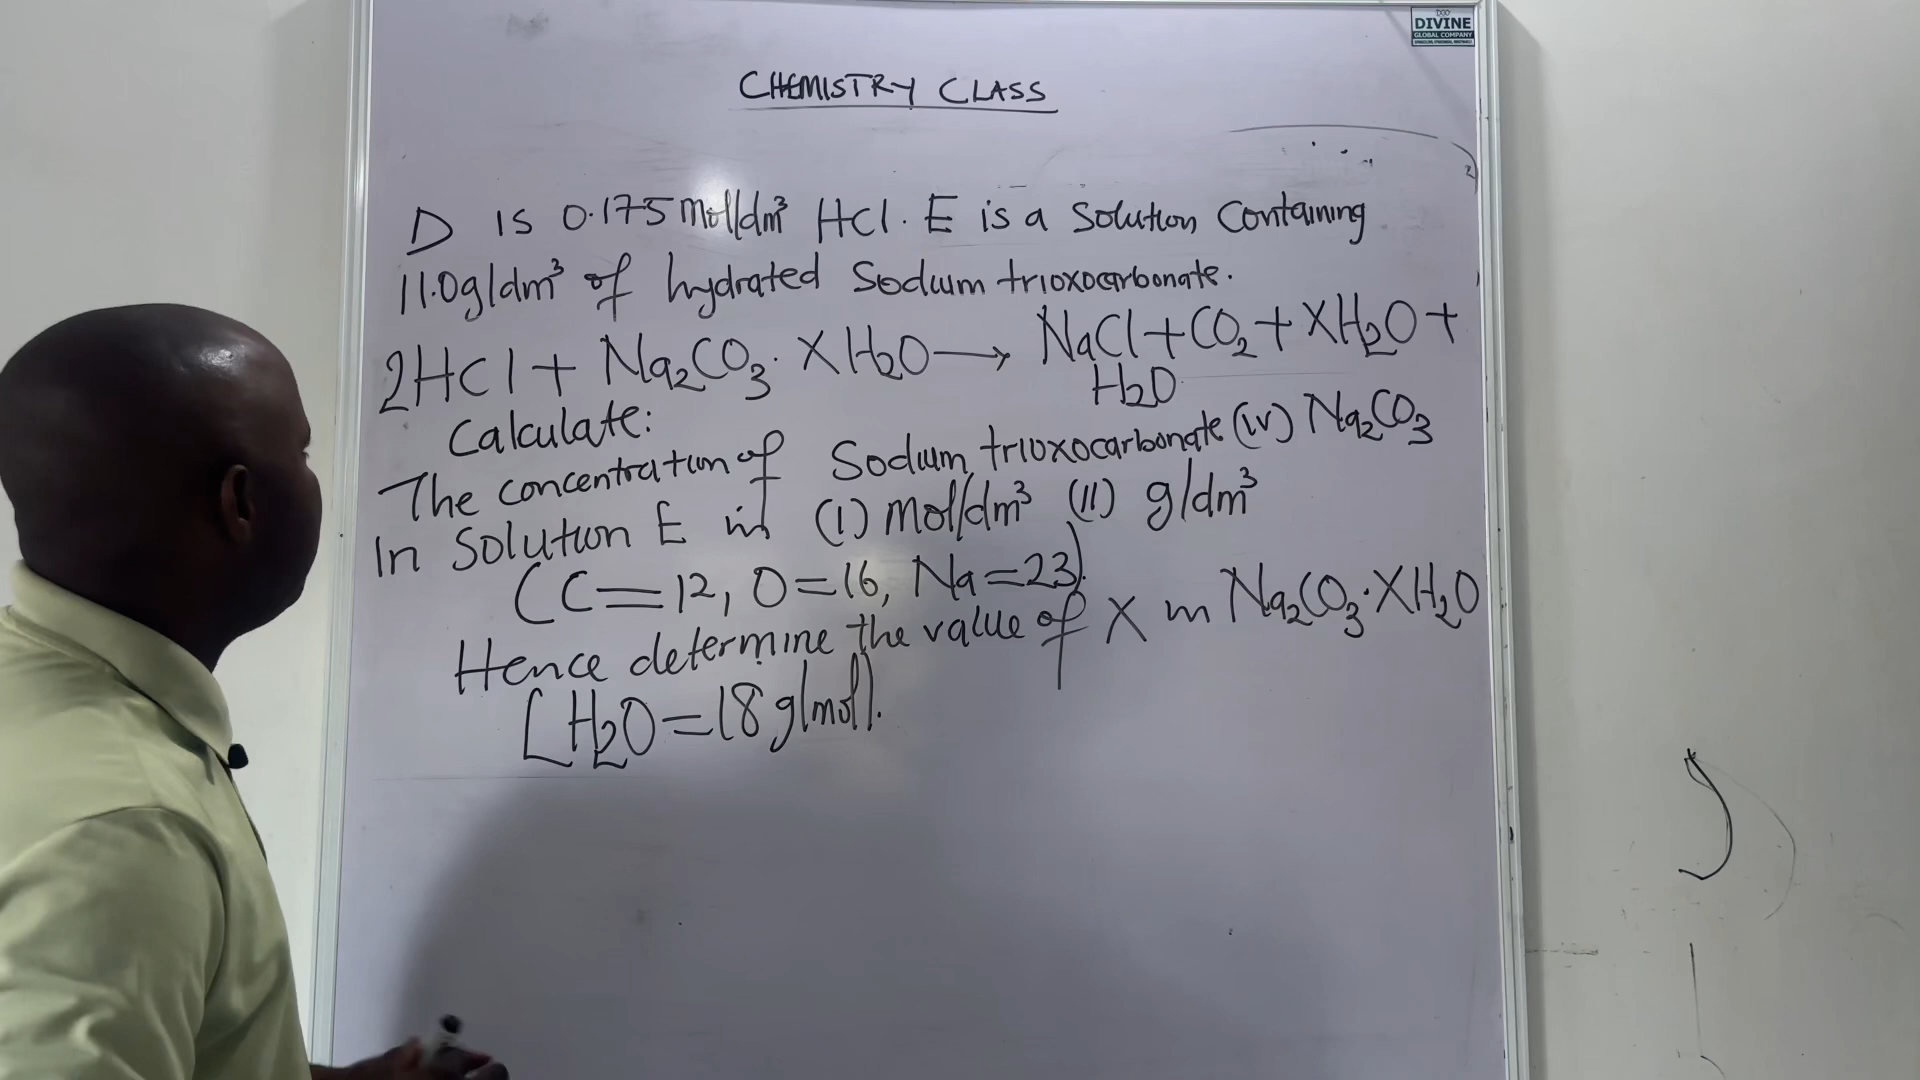 DGC
DIVINE
GLOBAL COMPANY
CHEMISTRY CLASS
D is 0.175 mol/dm³ HCl. E is a solution containing
11.0g/dm³ of hydrated Sodium trioxocarbonate.
2HCl + Na₂CO₃·XH₂O → NaCl + CO₂ + XH₂O +
H₂O
Calculate:
The concentration of Sodium trioxocarbonate (iv) Na₂CO₃
in Solution E in (i) mol/dm³ (ii) g/dm³
(C = 12, O = 16, Na = 23).
Hence determine the value of X in Na₂CO₃·XH₂O
[H₂O = 18g/mol].